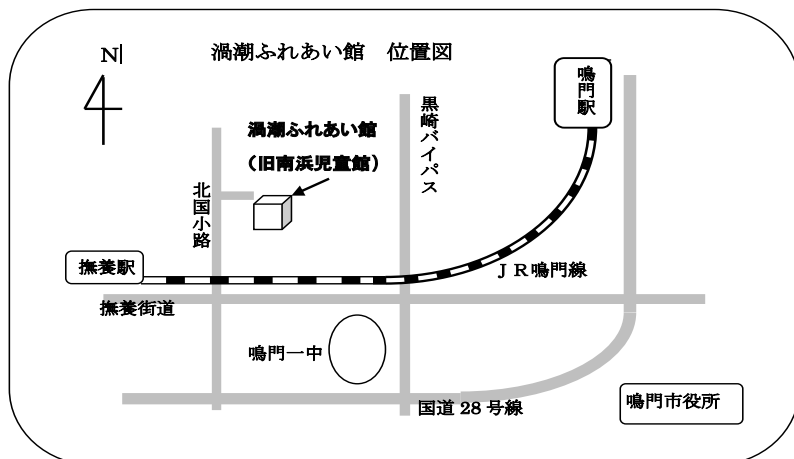 渦潮ふれあい館　位置図
N
鳴門駅
黒崎バイパス
渦潮ふれあい館
（旧南浜児童館）
北国小路
撫養駅
ＪＲ鳴門線
撫養街道
鳴門一中
国道28号線
鳴門市役所